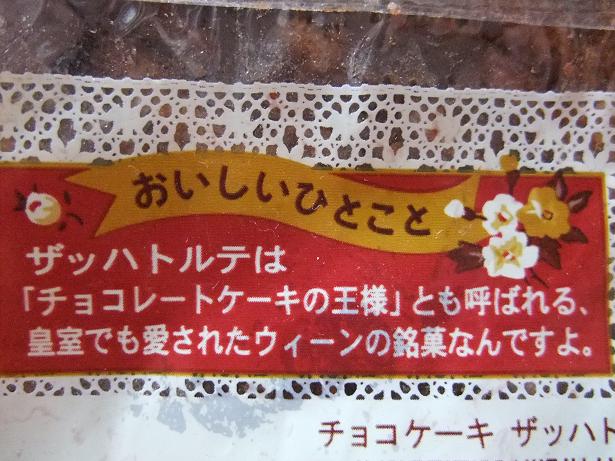 おいしいひとこと
ザッハトルテは
「チョコレートケーキの王様」とも呼ばれる、
皇室でも愛されたウィーンの銘菓なんですよ。
チョコケーキ ザッハト